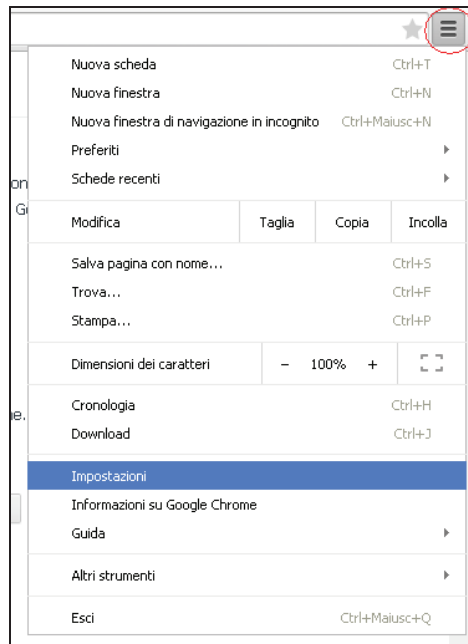 Nuova scheda Ctrl+T
Nuova finestra Ctrl+N
Nuova finestra di navigazione in incognito Ctrl+Maiusc+N
Preferiti
Schede recenti
on
G
Modifica Taglia Copia Incolla
Salva pagina con nome... Ctrl+S
Trova... Ctrl+F
Stampa... Ctrl+P
Dimensioni dei caratteri - 100% +
Cronologia Ctrl+H
ne.
Download Ctrl+J
Impostazioni
Informazioni su Google Chrome
Guida
Altri strumenti
Esci Ctrl+Maiusc+Q